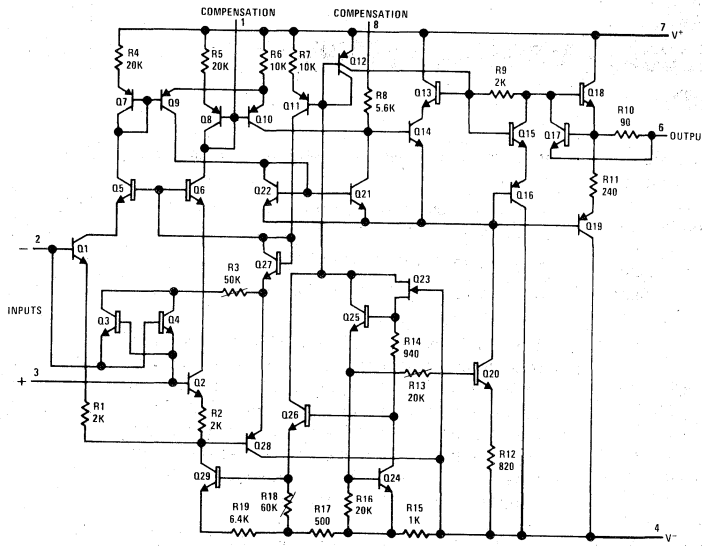 COMPENSATION
1
COMPENSATION
8
7
V+
R4
20K
R5
20K
R6
10K
R7
10K
Q12
R8
5.6K
Q13
R9
2K
Q18
Q7
Q9
Q8
Q10
Q11
Q14
Q15
Q17
R10
90
6
OUTPUT
Q5
Q6
Q22
Q21
Q16
R11
240
Q19
2
Q1
Q27
R3
50K
Q23
INPUTS
Q3
Q4
Q25
R14
940
3
+
Q2
R13
20K
Q20
R1
2K
R2
2K
Q28
Q26
R12
820
Q29
R18
60K
R16
20K
Q24
R19
6.4K
R17
500
R15
1K
4
V−